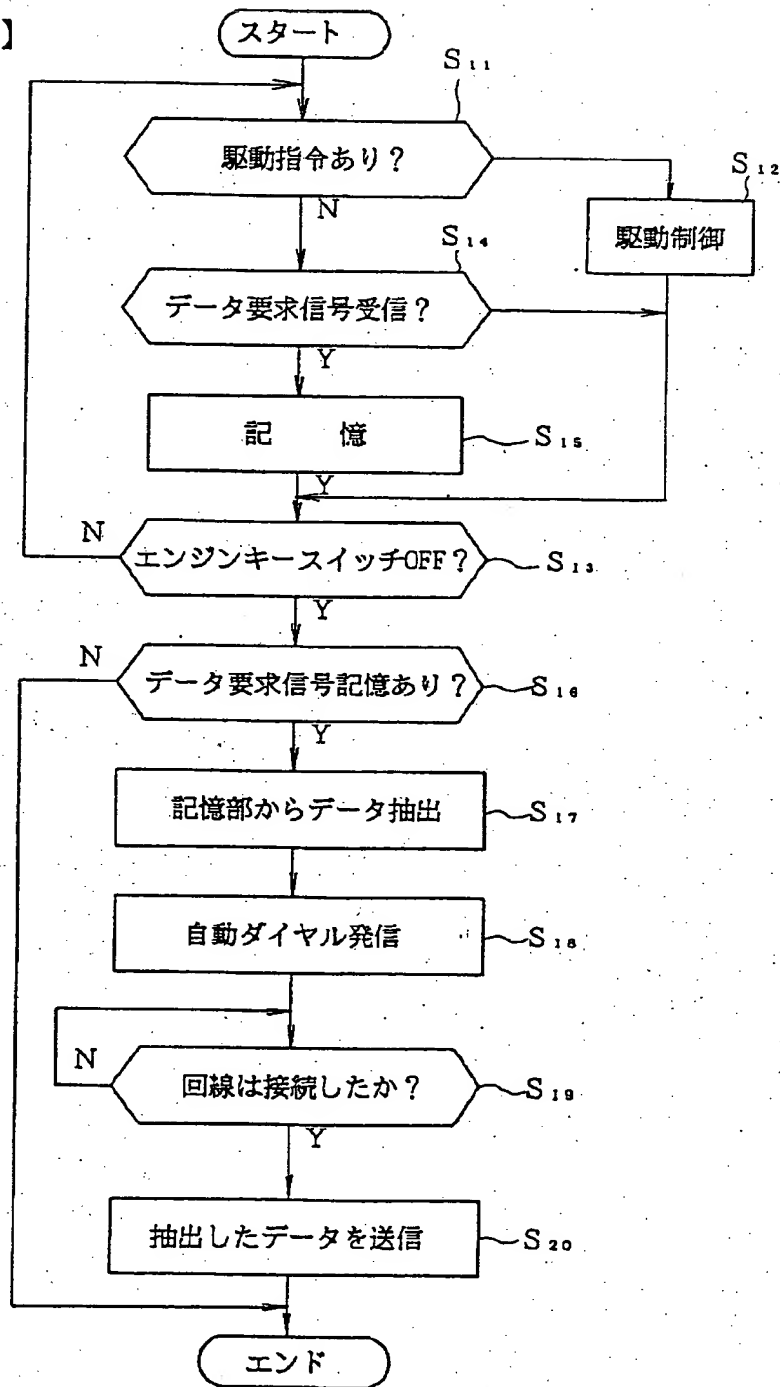 】
スタート
S11
駆動指令あり?
S12
N
駆動制御
S14
データ要求信号受信?
Y
記　憶
S15
Y
N
エンジンキースイッチOFF?
S13
Y
N
データ要求信号記憶あり?
S16
Y
記憶部からデータ抽出
S17
自動ダイヤル発信
S18
N
回線は接続したか?
S19
Y
抽出したデータを送信
S20
エンド